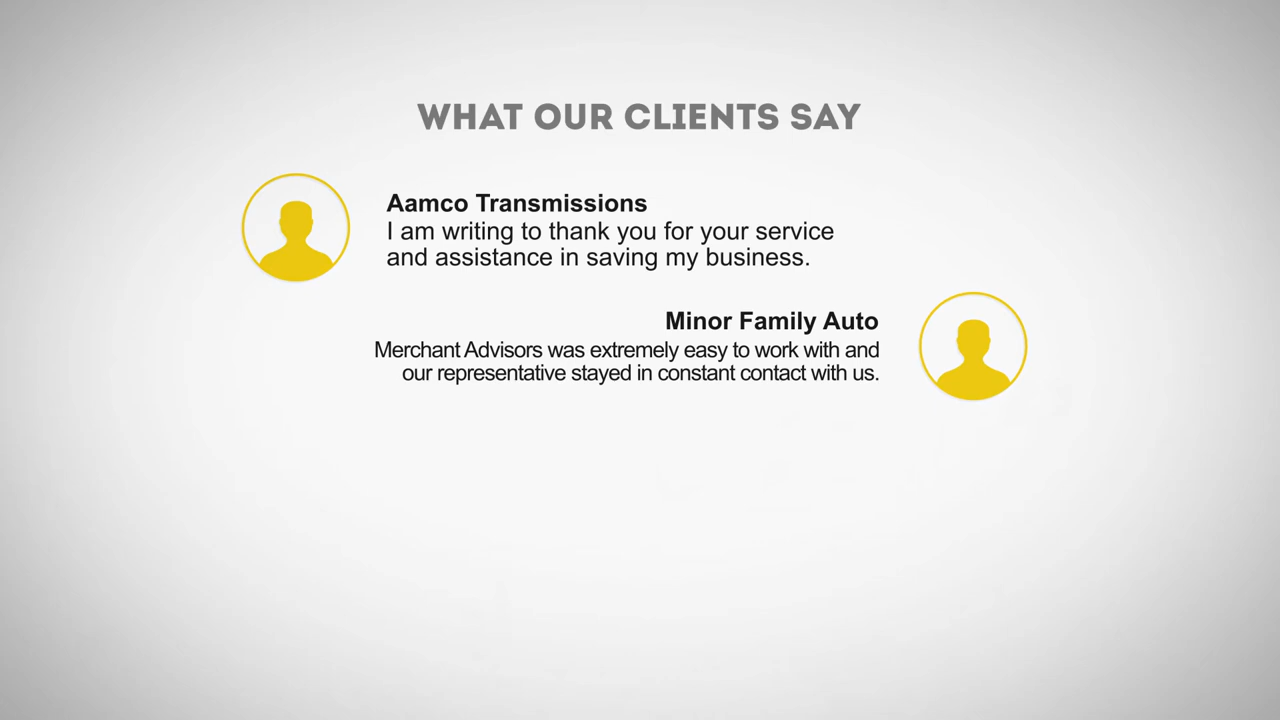 WHAT OUR CLIENTS SAY
Aamco Transmissions
I am writing to thank you for your service
and assistance in saving my business.
Minor Family Auto
Merchant Advisors was extremely easy to work with and
our representative stayed in constant contact with us.